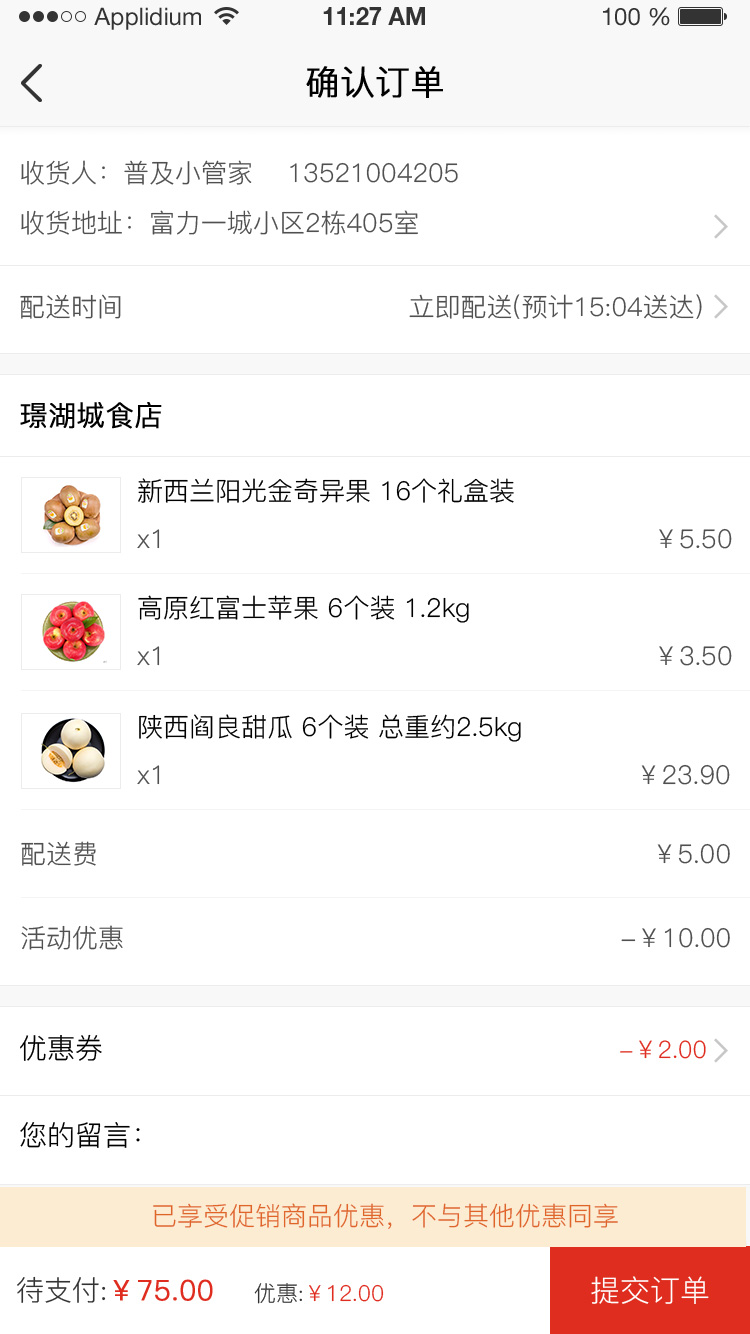 Applidium 11:27 AM 100 %
确认订单
收货人：普及小管家 13521004205
收货地址：富力一城小区2栋405室
配送时间 立即配送(预计15:04送达)
璟湖城食店
新西兰阳光金奇异果 16个礼盒装
x1 ￥5.50
高原红富士苹果 6个装 1.2kg
x1 ￥3.50
陕西阎良甜瓜 6个装 总重约2.5kg
x1 ￥23.90
配送费 ￥5.00
活动优惠 –￥10.00
优惠券 –￥2.00
您的留言：
已享受促销商品优惠，不与其他优惠同享
待支付:￥75.00 优惠:￥12.00 提交订单